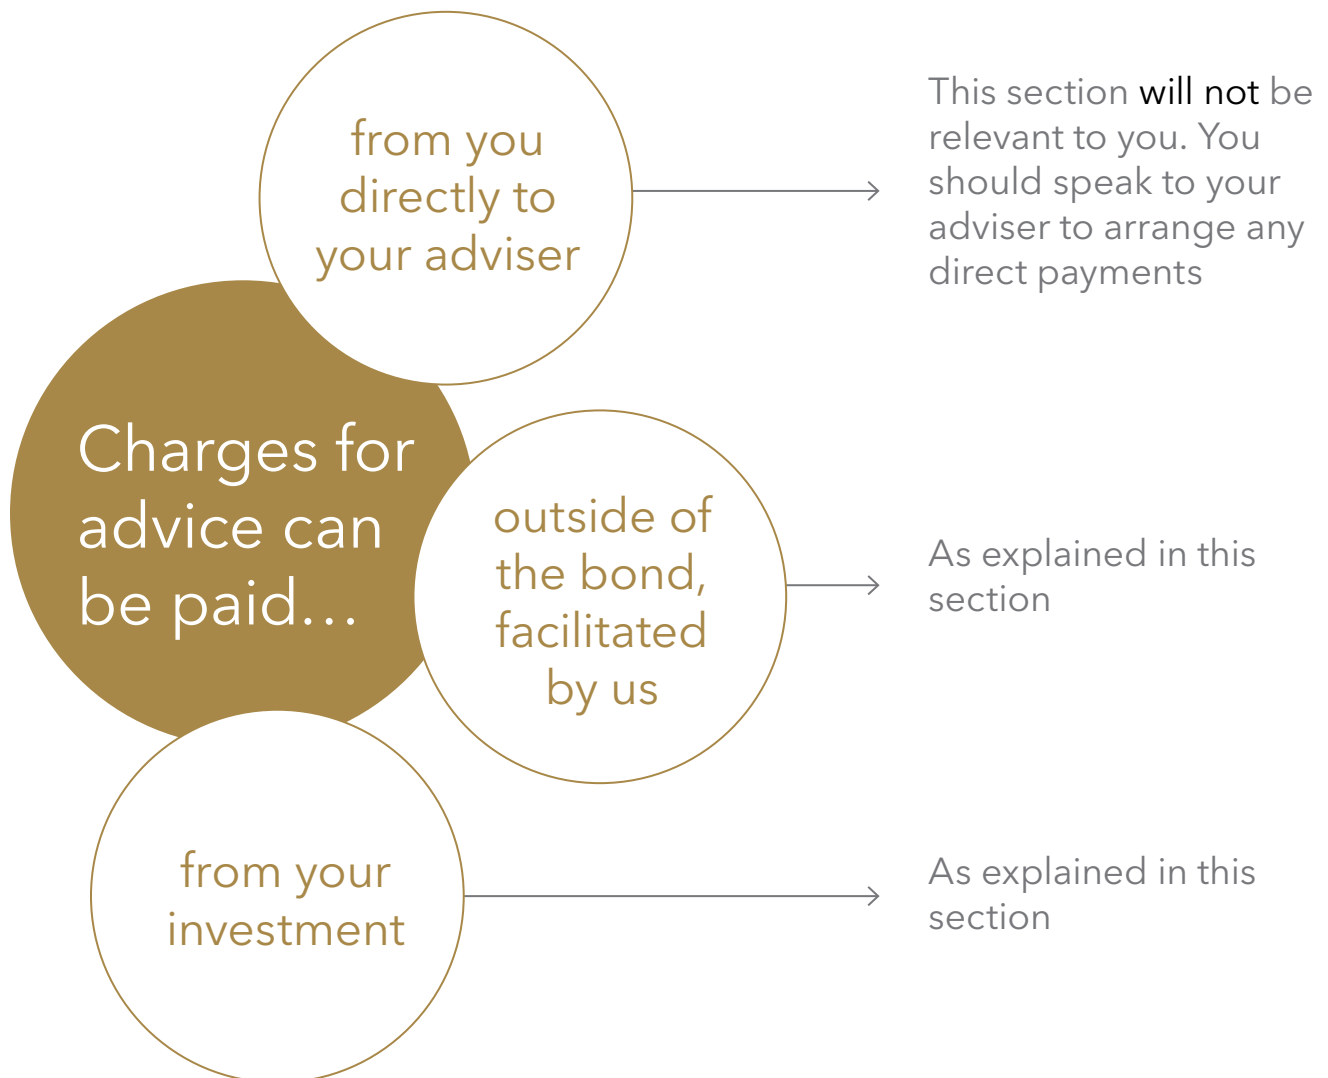 Charges for
advice can
be paid...
from you
directly to
your adviser
This section will not be
relevant to you. You
should speak to your
adviser to arrange any
direct payments
outside of
the bond,
facilitated
by us
As explained in this
section
from your
investment
As explained in this
section